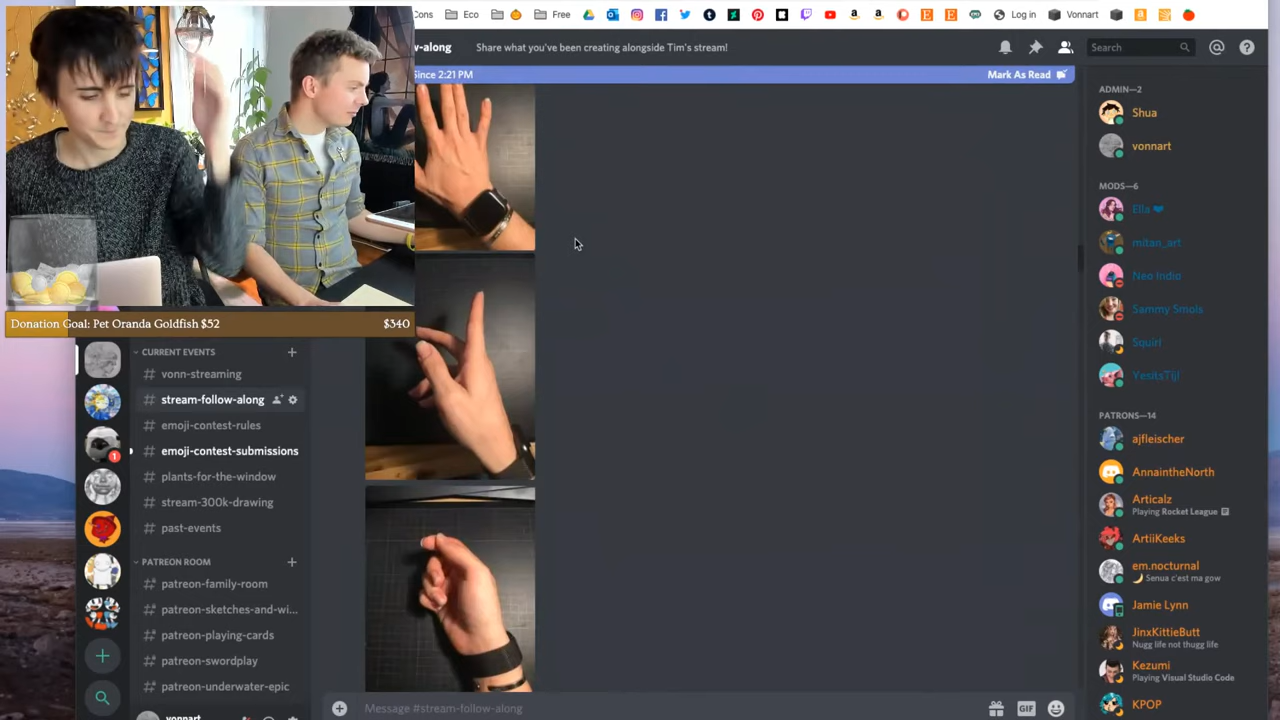 Cons
Eco
Free
Log in
Vonnart
w-along
Share what you've been creating alongside Tim's stream!
Search
Since 2:21 PM
Mark As Read
Donation Goal: Pet Oranda Goldfish $52
$340
CURRENT EVENTS
# vonn-streaming
# stream-follow-along
# emoji-contest-rules
# emoji-contest-submissions
# plants-for-the-window
# stream-300k-drawing
# past-events
PATREON ROOM
# patreon-family-room
# patreon-sketches-and-wi...
# patreon-playing-cards
# patreon-swordplay
# patreon-underwater-epic
vonnart
1
Message #stream-follow-along
GIF
ADMIN—2
Shua
vonnart
MODS—6
Ella
mitan_art
Neo Indio
Sammy Smols
Squirl
YesitsTijl
PATRONS—14
ajfleischer
AnnaintheNorth
Articalz
Playing Rocket League
ArtiiKeeks
em.nocturnal
Senua c'est ma gow
Jamie Lynn
JinxKittieButt
Nugg life not thugg life
Kezumi
Playing Visual Studio Code
KPOP